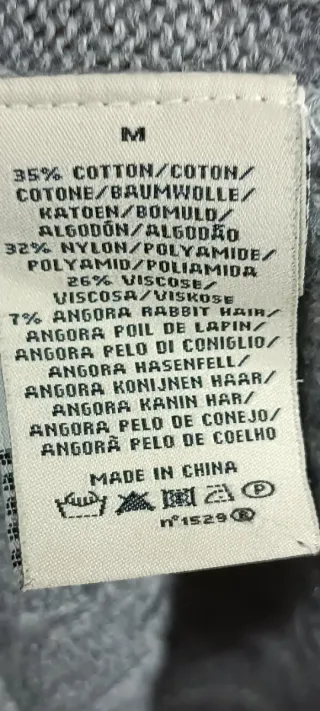 M
35% COTTON/COTON/
COTONE/BAUMWOLLE/
KATOEN/BOMULD/
ALGODÓN/ALGODÃO
32% NYLON/POLYAMIDE/
POLYAMID/POLIAMIDA
26% VISCOSE/
VISCOSA/VISKOSE
7% ANGORA RABBIT HAIR/
ANGORA POIL DE LAPIN/
ANGORA PELO DI CONIGLIO/
ANGORA HASENFELL/
ANGORA KONIJNEN HAAR/
ANGORA KANIN HAR/
ANGORA PELO DE CONEJO/
ANGORÃ PELO DE COELHO
MADE IN CHINA
P
nº1529®